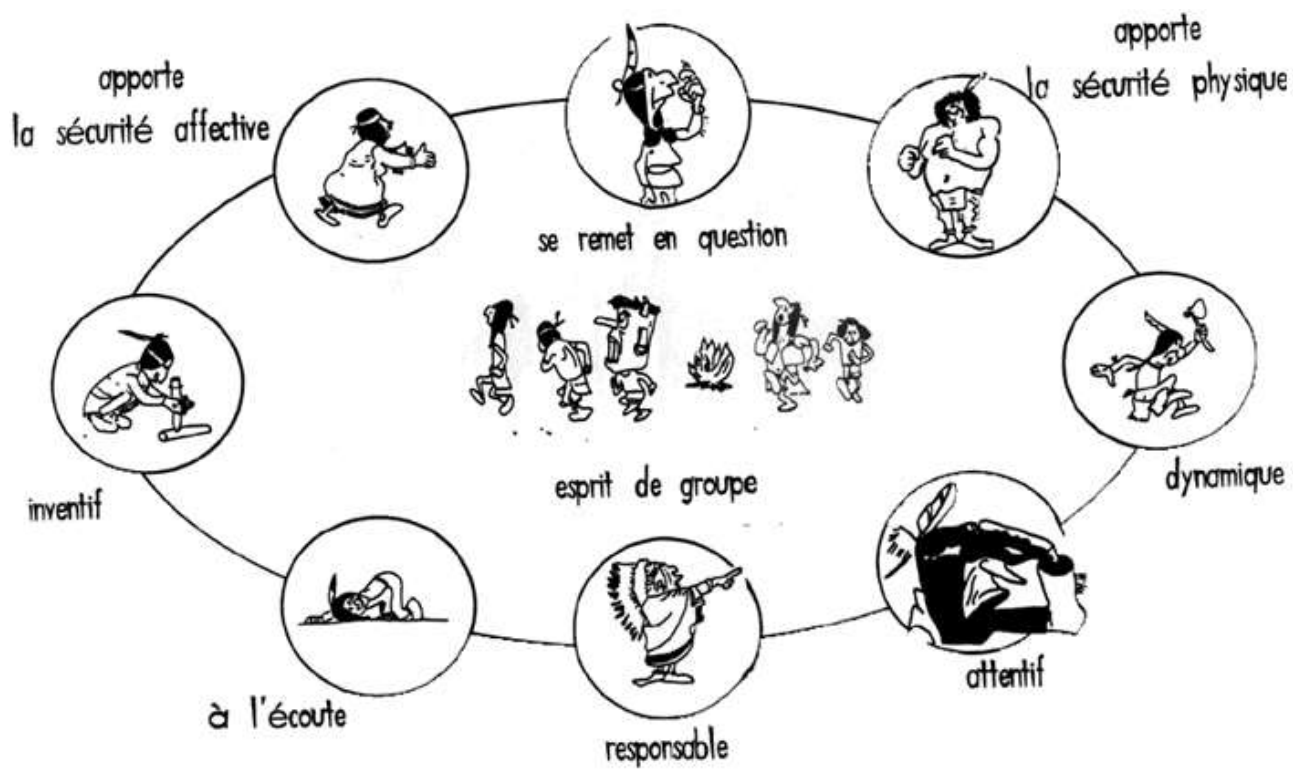 apporte
la sécurité affective
apporte
la sécurité physique
se remet en question
esprit de groupe
inventif
dynamique
à l'écoute
responsable
attentif